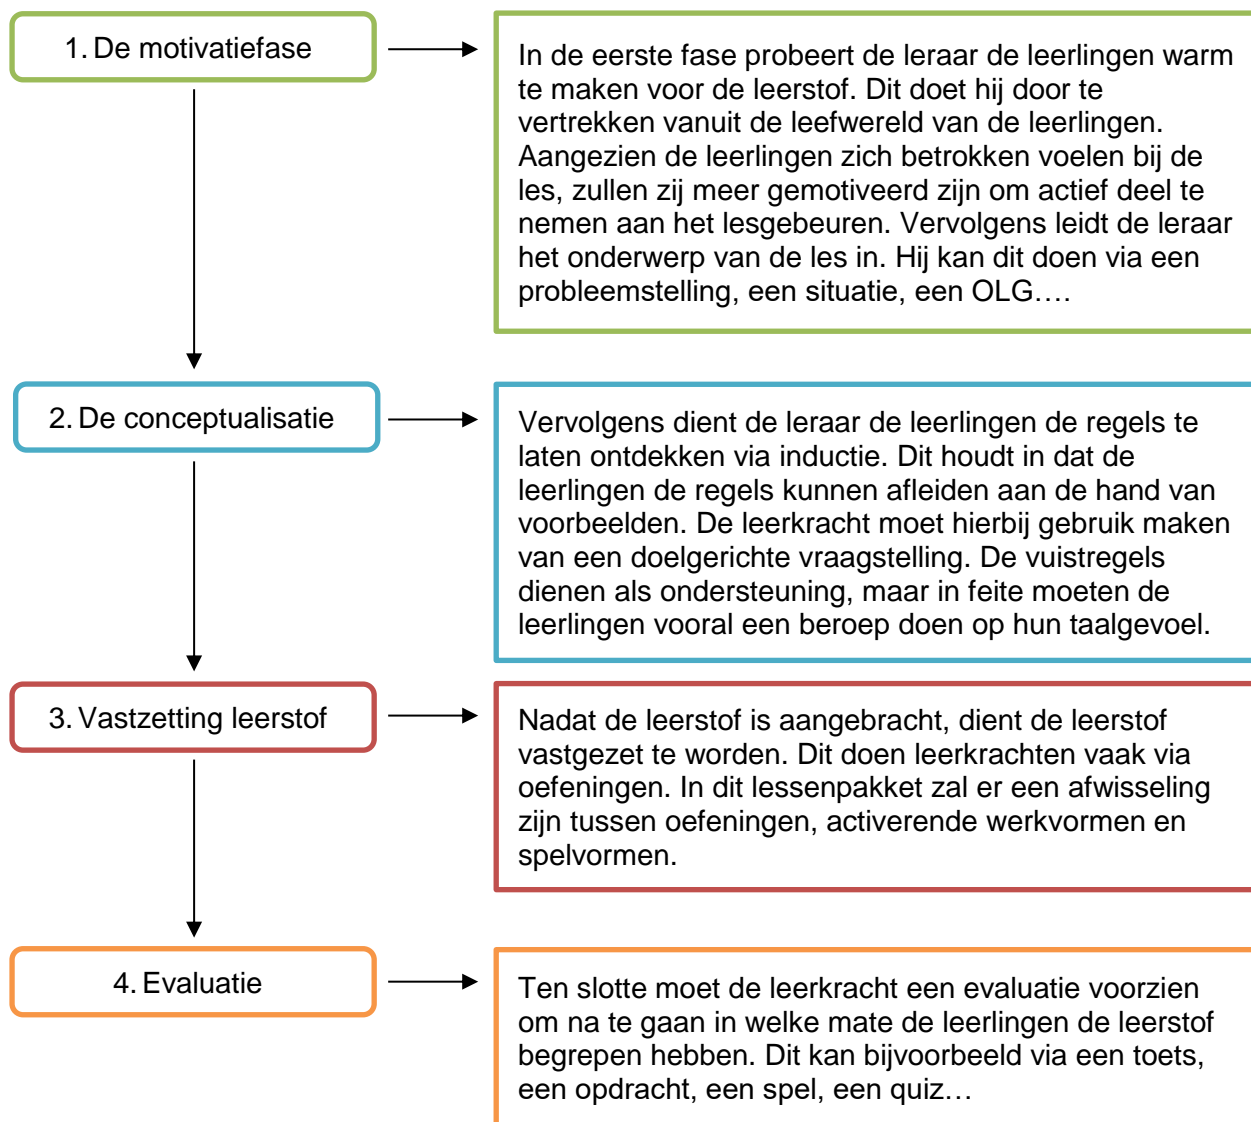 1. De motivatiefase
In de eerste fase probeert de leraar de leerlingen warm
te maken voor de leerstof. Dit doet hij door te
vertrekken vanuit de leefwereld van de leerlingen.
Aangezien de leerlingen zich betrokken voelen bij de
les, zullen zij meer gemotiveerd zijn om actief deel te
nemen aan het lesgebeuren. Vervolgens leidt de leraar
het onderwerp van de les in. Hij kan dit doen via een
probleemstelling, een situatie, een OLG….
2. De conceptualisatie
Vervolgens dient de leraar de leerlingen de regels te
laten ontdekken via inductie. Dit houdt in dat de
leerlingen de regels kunnen afleiden aan de hand van
voorbeelden. De leerkracht moet hierbij gebruik maken
van een doelgerichte vraagstelling. De vuistregels
dienen als ondersteuning, maar in feite moeten de
leerlingen vooral een beroep doen op hun taalgevoel.
3. Vastzetting leerstof
Nadat de leerstof is aangebracht, dient de leerstof
vastgezet te worden. Dit doen leerkrachten vaak via
oefeningen. In dit lessenpakket zal er een afwisseling
zijn tussen oefeningen, activerende werkvormen en
spelvormen.
4. Evaluatie
Ten slotte moet de leerkracht een evaluatie voorzien
om na te gaan in welke mate de leerlingen de leerstof
begrepen hebben. Dit kan bijvoorbeeld via een toets,
een opdracht, een spel, een quiz…